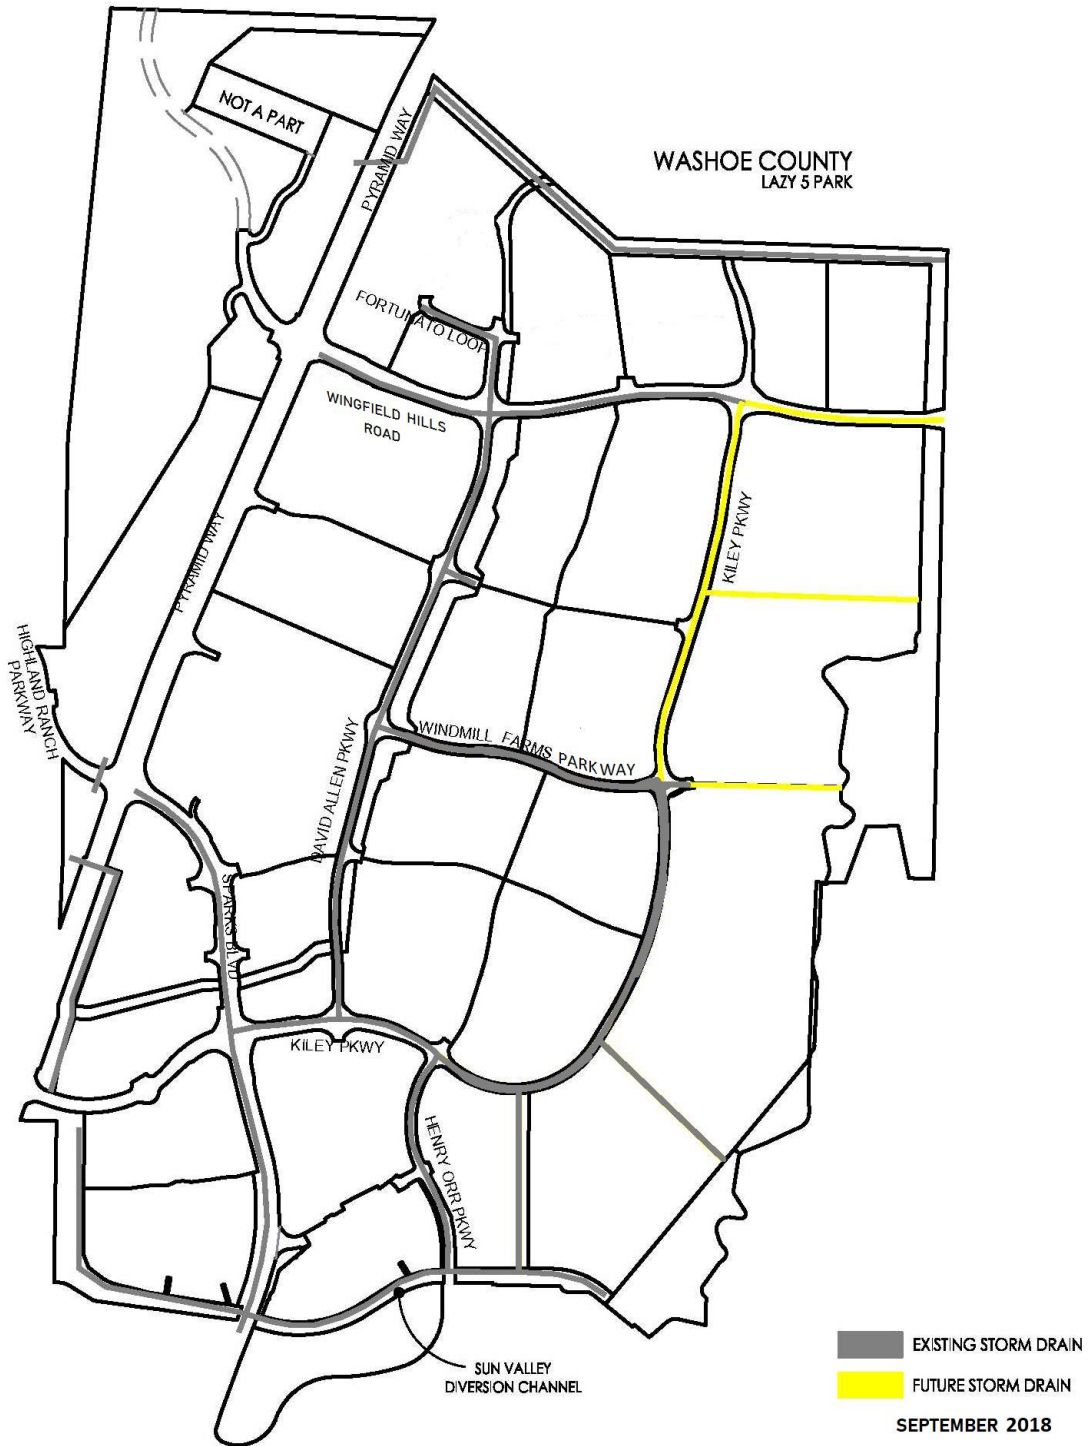 NOT A PART
PYRAMID WAY
WASHOE COUNTY
LAZY 5 PARK
FORTUNATO LOOP
WINGFIELD HILLS
ROAD
KILEY PKWY
PYRAMID WAY
HIGHLAND RANCH
PARKWAY
WINDMILL FARMS PARKWAY
DAVID ALLEN PKWY
SPARKS BLVD
KILEY PKWY
HENRY ORR PKWY
SUN VALLEY
DIVERSION CHANNEL
EXISTING STORM DRAIN
FUTURE STORM DRAIN
SEPTEMBER 2018